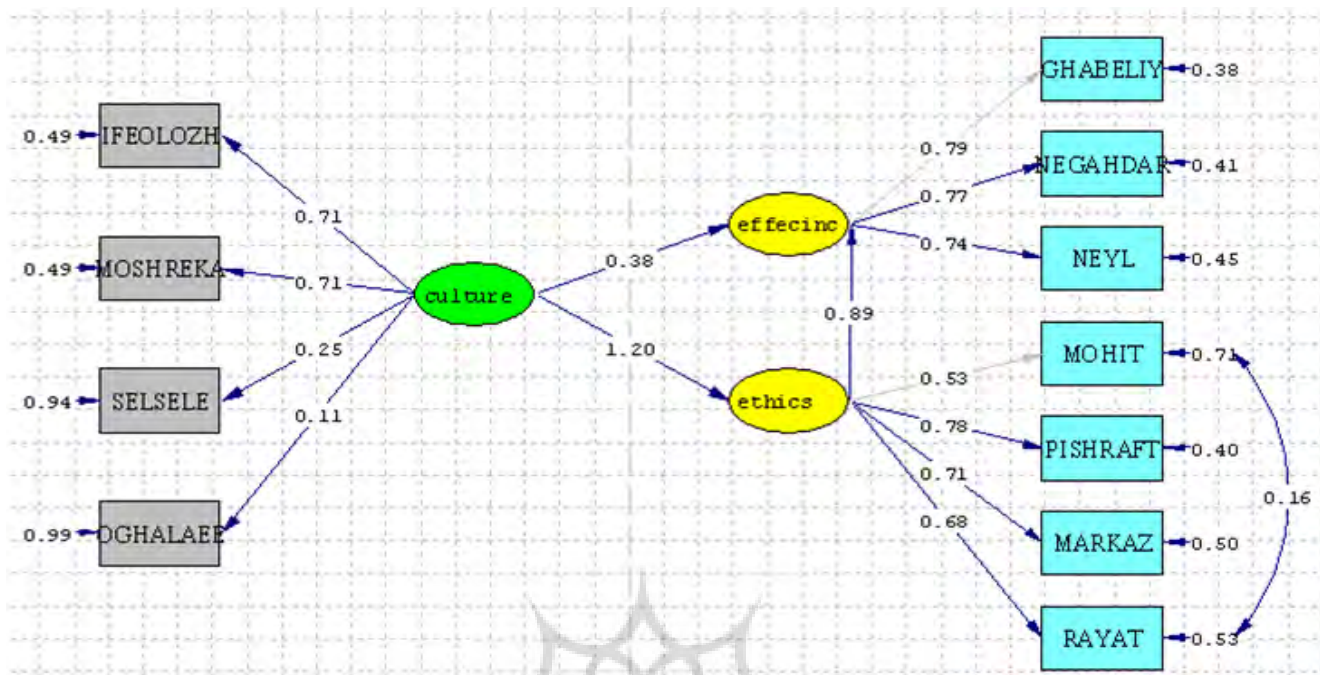 0.49
IFEOLOZH
0.71
0.49
MOSHREKA
0.71
0.94
SELSELE
0.25
0.99
OGHALAEE
0.11
culture
0.38
1.20
effecinc
0.89
ethics
0.79
GHABELIY
0.38
0.77
NEGAHDAR
0.41
0.74
NEYL
0.45
0.53
MOHIT
0.71
0.78
PISHRAFT
0.40
0.71
MARKAZ
0.50
0.68
RAYAT
0.53
0.16